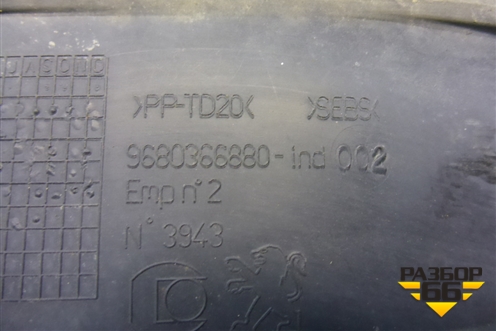 >PP-TD20< >SEBS<
9680366880-ind 002
Emp n°2
N° 3943
РАЗБОР
66